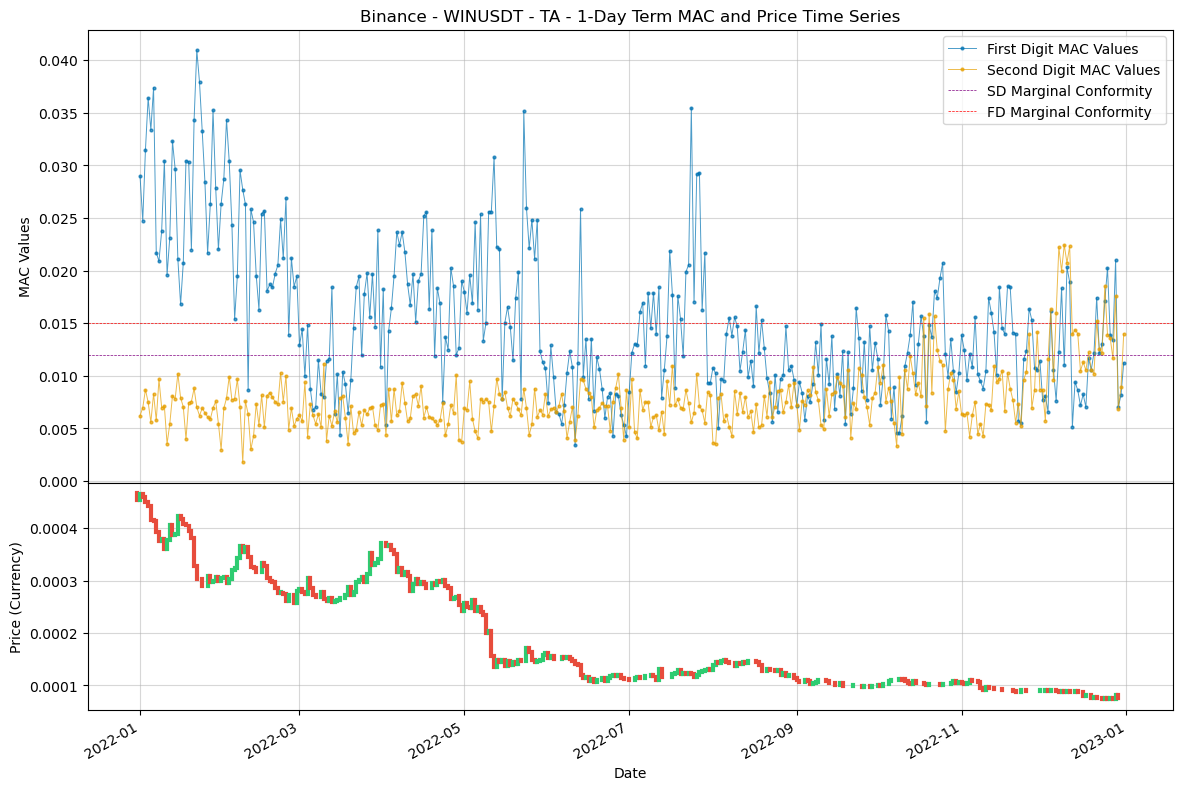 Binance - WINUSDT - TA - 1-Day Term MAC and Price Time Series
First Digit MAC Values
Second Digit MAC Values
SD Marginal Conformity
FD Marginal Conformity
MAC Values
0.040
0.035
0.030
0.025
0.020
0.015
0.010
0.005
0.000
Price (Currency)
0.0004
0.0003
0.0002
0.0001
2022-01
2022-03
2022-05
2022-07
2022-09
2022-11
2023-01
Date